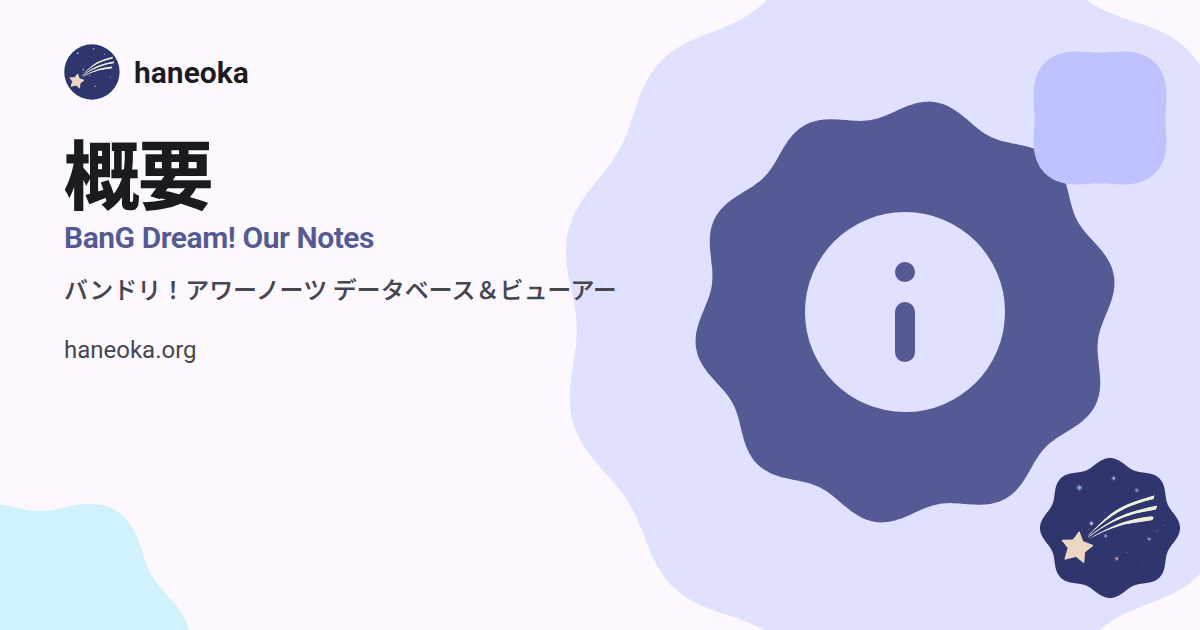 haneoka
概要
BanG Dream! Our Notes
バンドリ！アワーノーツ データベース＆ビューアー
haneoka.org